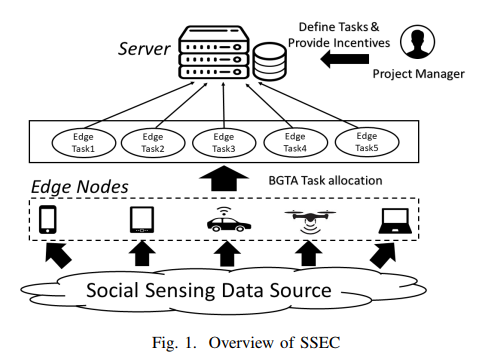 Define Tasks &
Provide Incentives
Server
Project Manager
Edge Task1
Edge Task2
Edge Task3
Edge Task4
Edge Task5
Edge Nodes
BGTA Task allocation
Social Sensing Data Source
Fig. 1. Overview of SSEC